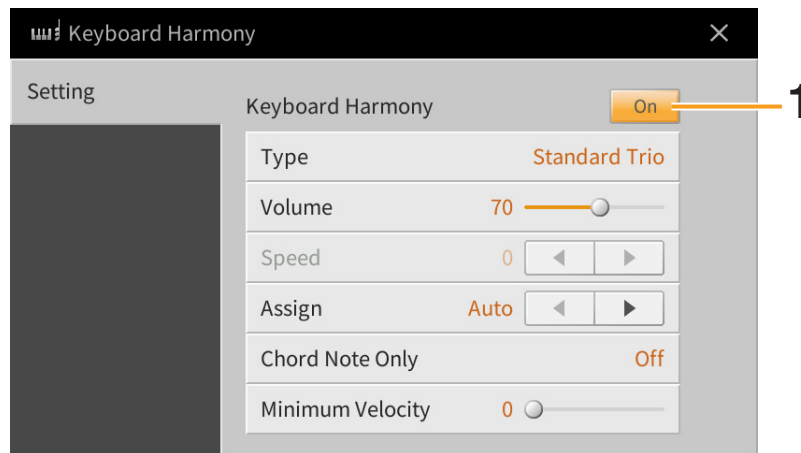 Keyboard Harmony
Setting
Keyboard Harmony On 1
Type Standard Trio
Volume 70
Speed 0
Assign Auto
Chord Note Only Off
Minimum Velocity 0